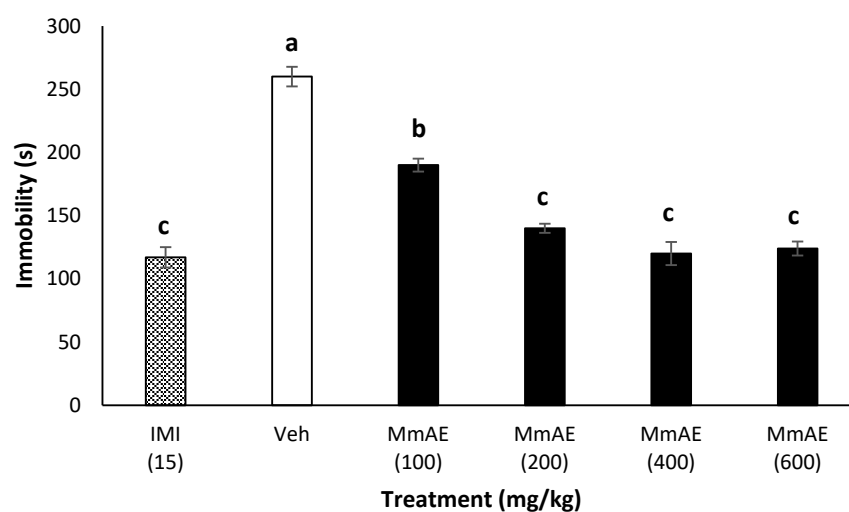 Immobility (s)
300
250
200
150
100
50
0
c
a
b
c
c
c
IMI
(15)
Veh
MmAE
(100)
MmAE
(200)
MmAE
(400)
MmAE
(600)
Treatment (mg/kg)